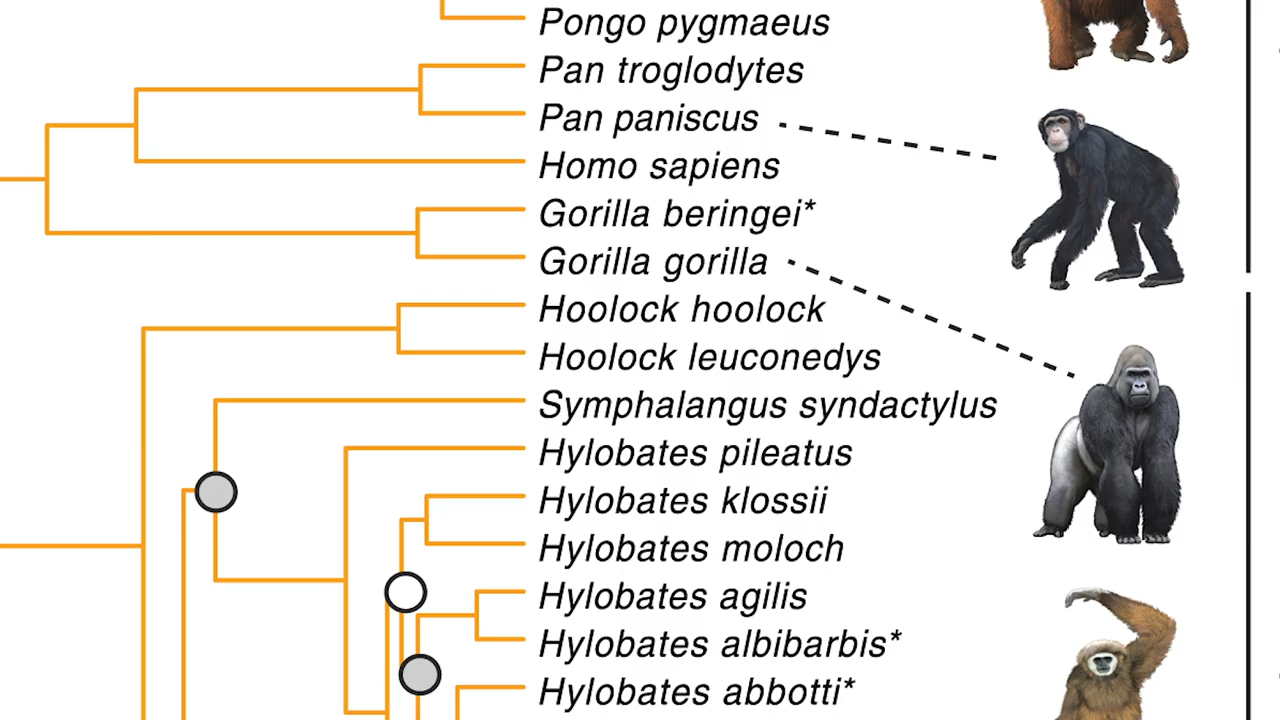 Pongo pygmaeus
Pan troglodytes
Pan paniscus
Homo sapiens
Gorilla beringei*
Gorilla gorilla
Hoolock hoolock
Hoolock leuconedys
Symphalangus syndactylus
Hylobates pileatus
Hylobates klossii
Hylobates moloch
Hylobates agilis
Hylobates albibarbis*
Hylobates abbotti*